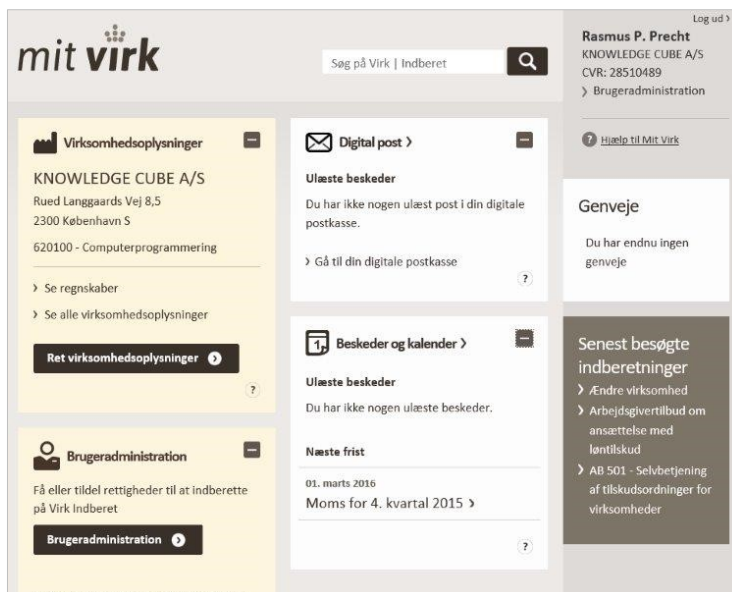 mit virk
Søg på Virk | Indberet
Log ud ›
Rasmus P. Precht
KNOWLEDGE CUBE A/S
CVR: 28510489
› Brugeradministration
? Hjælp til Mit Virk
Virksomhedsoplysninger
KNOWLEDGE CUBE A/S
Rued Langgaards Vej 8,5
2300 København S
620100 - Computerprogrammering
› Se regnskaber
› Se alle virksomhedsoplysninger
Ret virksomhedsoplysninger ›
?
Brugeradministration
Få eller tildel rettigheder til at indberette
på Virk Indberet
Brugeradministration ›
Digital post ›
Ulæste beskeder
Du har ikke nogen ulæst post i din digitale
postkasse.
› Gå til din digitale postkasse
?
1
Beskeder og kalender ›
Ulæste beskeder
Du har ikke nogen ulæste beskeder.
Næste frist
01. marts 2016
Moms for 4. kvartal 2015 ›
?
Genveje
Du har endnu ingen
genveje
Senest besøgte
indberetninger
› Ændre virksomhed
› Arbejdsgivertilbud om
ansættelse med
løntilskud
› AB 501 - Selvbetjening
af tilskudsordninger for
virksomheder